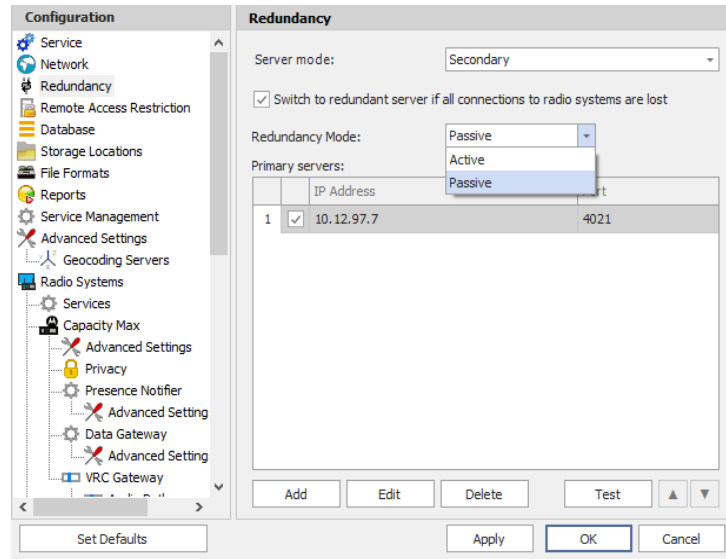 Configuration
Service
Network
Redundancy
Remote Access Restriction
Database
Storage Locations
File Formats
Reports
Service Management
Advanced Settings
Geocoding Servers
Radio Systems
Services
Capacity Max
Advanced Settings
Privacy
Presence Notifier
Advanced Setting
Data Gateway
Advanced Setting
VRC Gateway
Set Defaults
Redundancy
Server mode: Secondary
Switch to redundant server if all connections to radio systems are lost
Redundancy Mode: Passive
Active
Passive
Primary servers:
IP Address
1 10.12.97.7 4021
Add Edit Delete Test
Apply OK Cancel